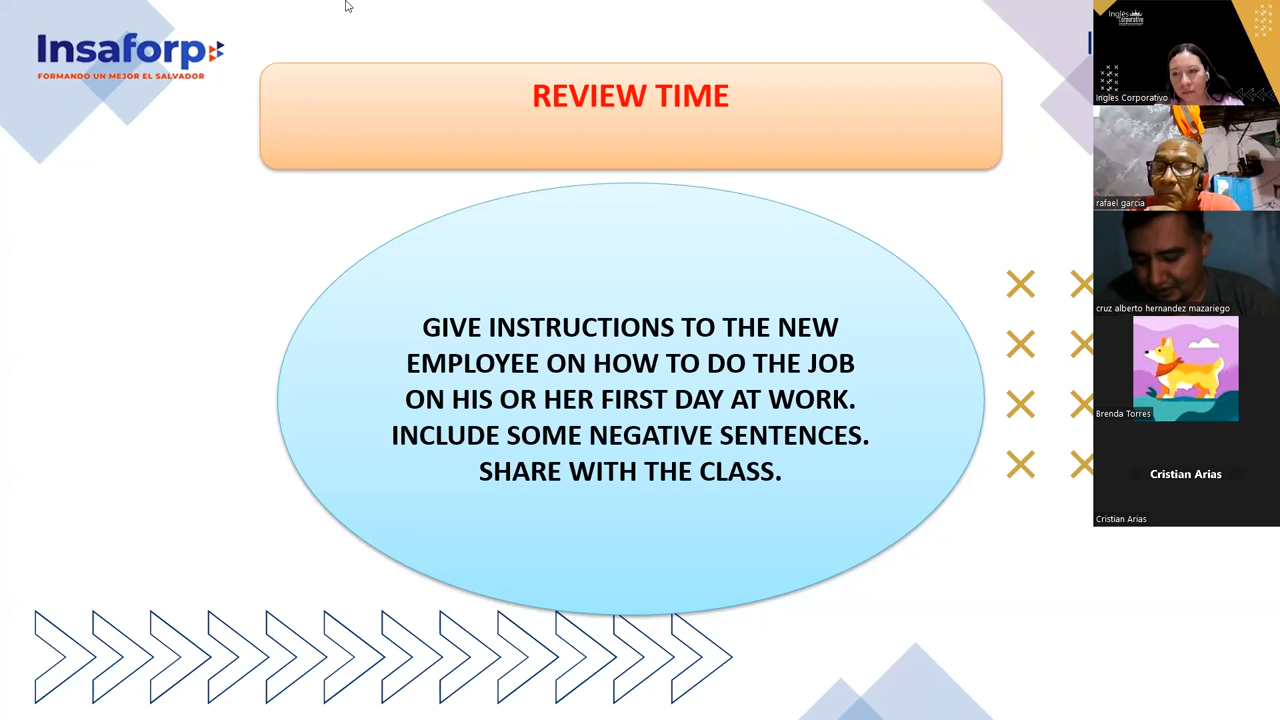 Insaforp
FORMANDO UN MEJOR EL SALVADOR
REVIEW TIME
GIVE INSTRUCTIONS TO THE NEW
EMPLOYEE ON HOW TO DO THE JOB
ON HIS OR HER FIRST DAY AT WORK.
INCLUDE SOME NEGATIVE SENTENCES.
SHARE WITH THE CLASS.
Inglés
Corporativo
Ingles Corporativo
rafael garcia
cruz alberto hernandez mazariego
Brenda Torres
Cristian Arias
Cristian Arias